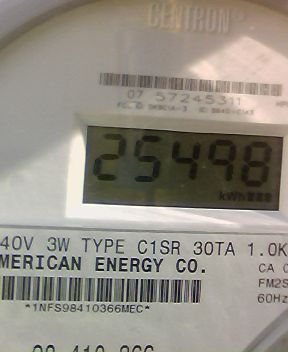 CENTRON
07 57245311
25498
kWh
40V 3W TYPE C1SR 30TA 1.0K
MERICAN ENERGY CO.
CA 0
FM2S
60Hz
*1NFS98410366MEC*